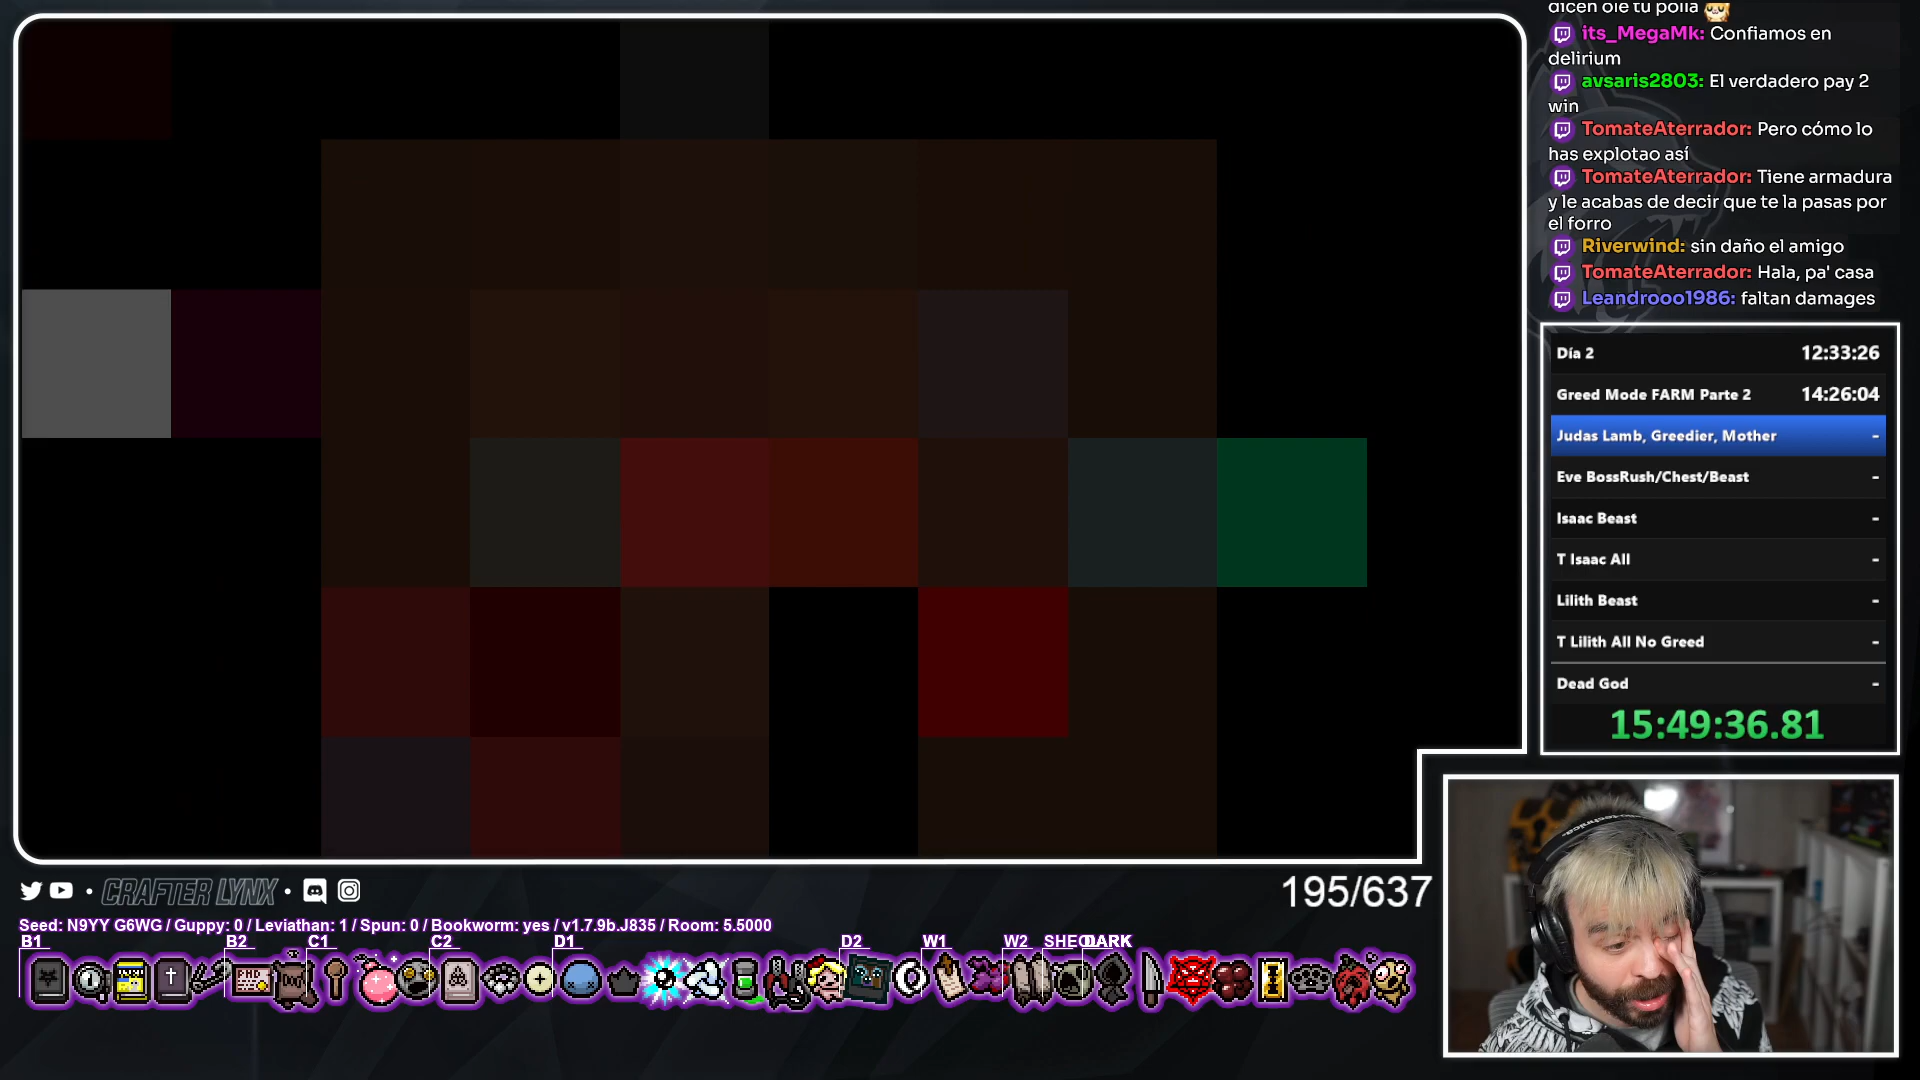 dicen ole tu polla
its_MegaMk: Confiamos en
delirium
avsaris2803: El verdadero pay 2
win
TomateAterrador: Pero cómo lo
has explotao así
TomateAterrador: Tiene armadura
y le acabas de decir que te la pasas por
el forro
Riverwind: sin daño el amigo
TomateAterrador: Hala, pa' casa
Leandrooo1986: faltan damages
Día 2 12:33:26
Greed Mode FARM Parte 2 14:26:04
Judas Lamb, Greedier, Mother -
Eve BossRush/Chest/Beast -
Isaac Beast -
T Isaac All -
Lilith Beast -
T Lilith All No Greed -
Dead God -
15:49:36.81
• CRAFTER LYNX •
195/637
Seed: N9YY G6WG / Guppy: 0 / Leviathan: 1 / Spun: 0 / Bookworm: yes / v1.7.9b.J835 / Room: 5.5000
B1 B2 C1 C2 D1 D2 W1 W2 SHEOL DARK